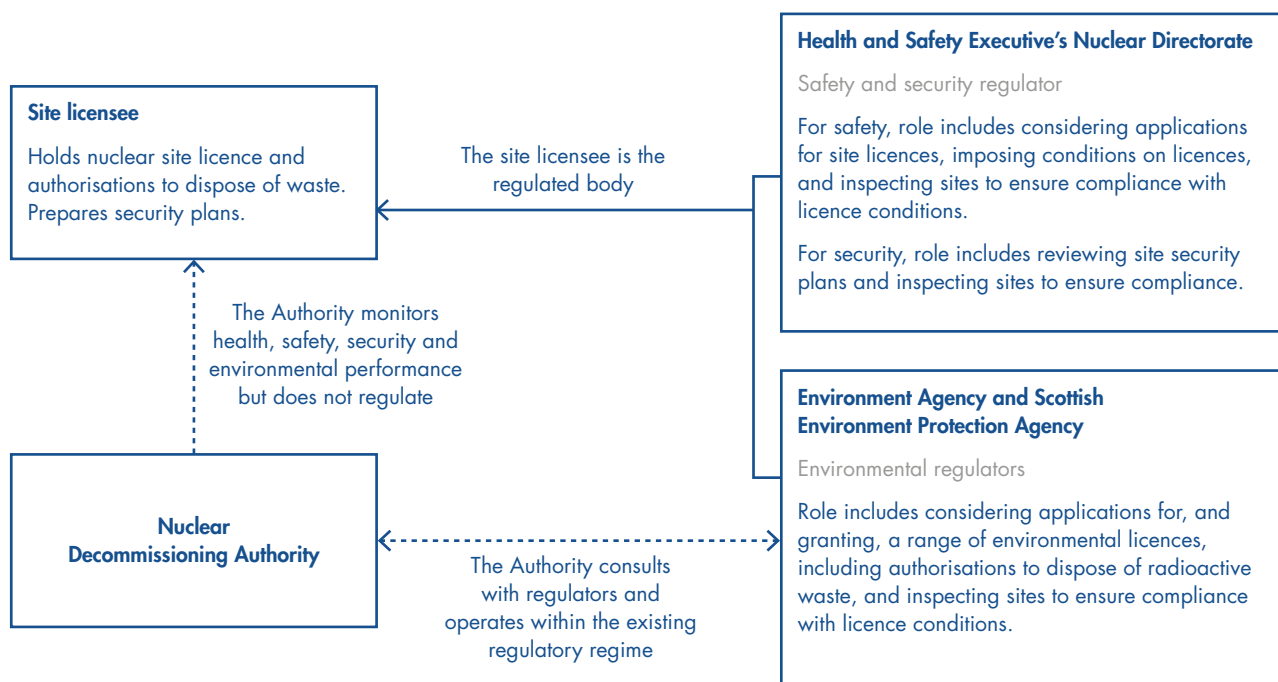 Site licensee
Holds nuclear site licence and
authorisations to dispose of waste.
Prepares security plans.
The site licensee is the
regulated body
Health and Safety Executive’s Nuclear Directorate
Safety and security regulator
For safety, role includes considering applications
for site licences, imposing conditions on licences,
and inspecting sites to ensure compliance with
licence conditions.
For security, role includes reviewing site security
plans and inspecting sites to ensure compliance.
The Authority monitors
health, safety, security and
environmental performance
but does not regulate
Nuclear
Decommissioning Authority
The Authority consults
with regulators and
operates within the existing
regulatory regime
Environment Agency and Scottish
Environment Protection Agency
Environmental regulators
Role includes considering applications for, and
granting, a range of environmental licences,
including authorisations to dispose of radioactive
waste, and inspecting sites to ensure compliance
with licence conditions.